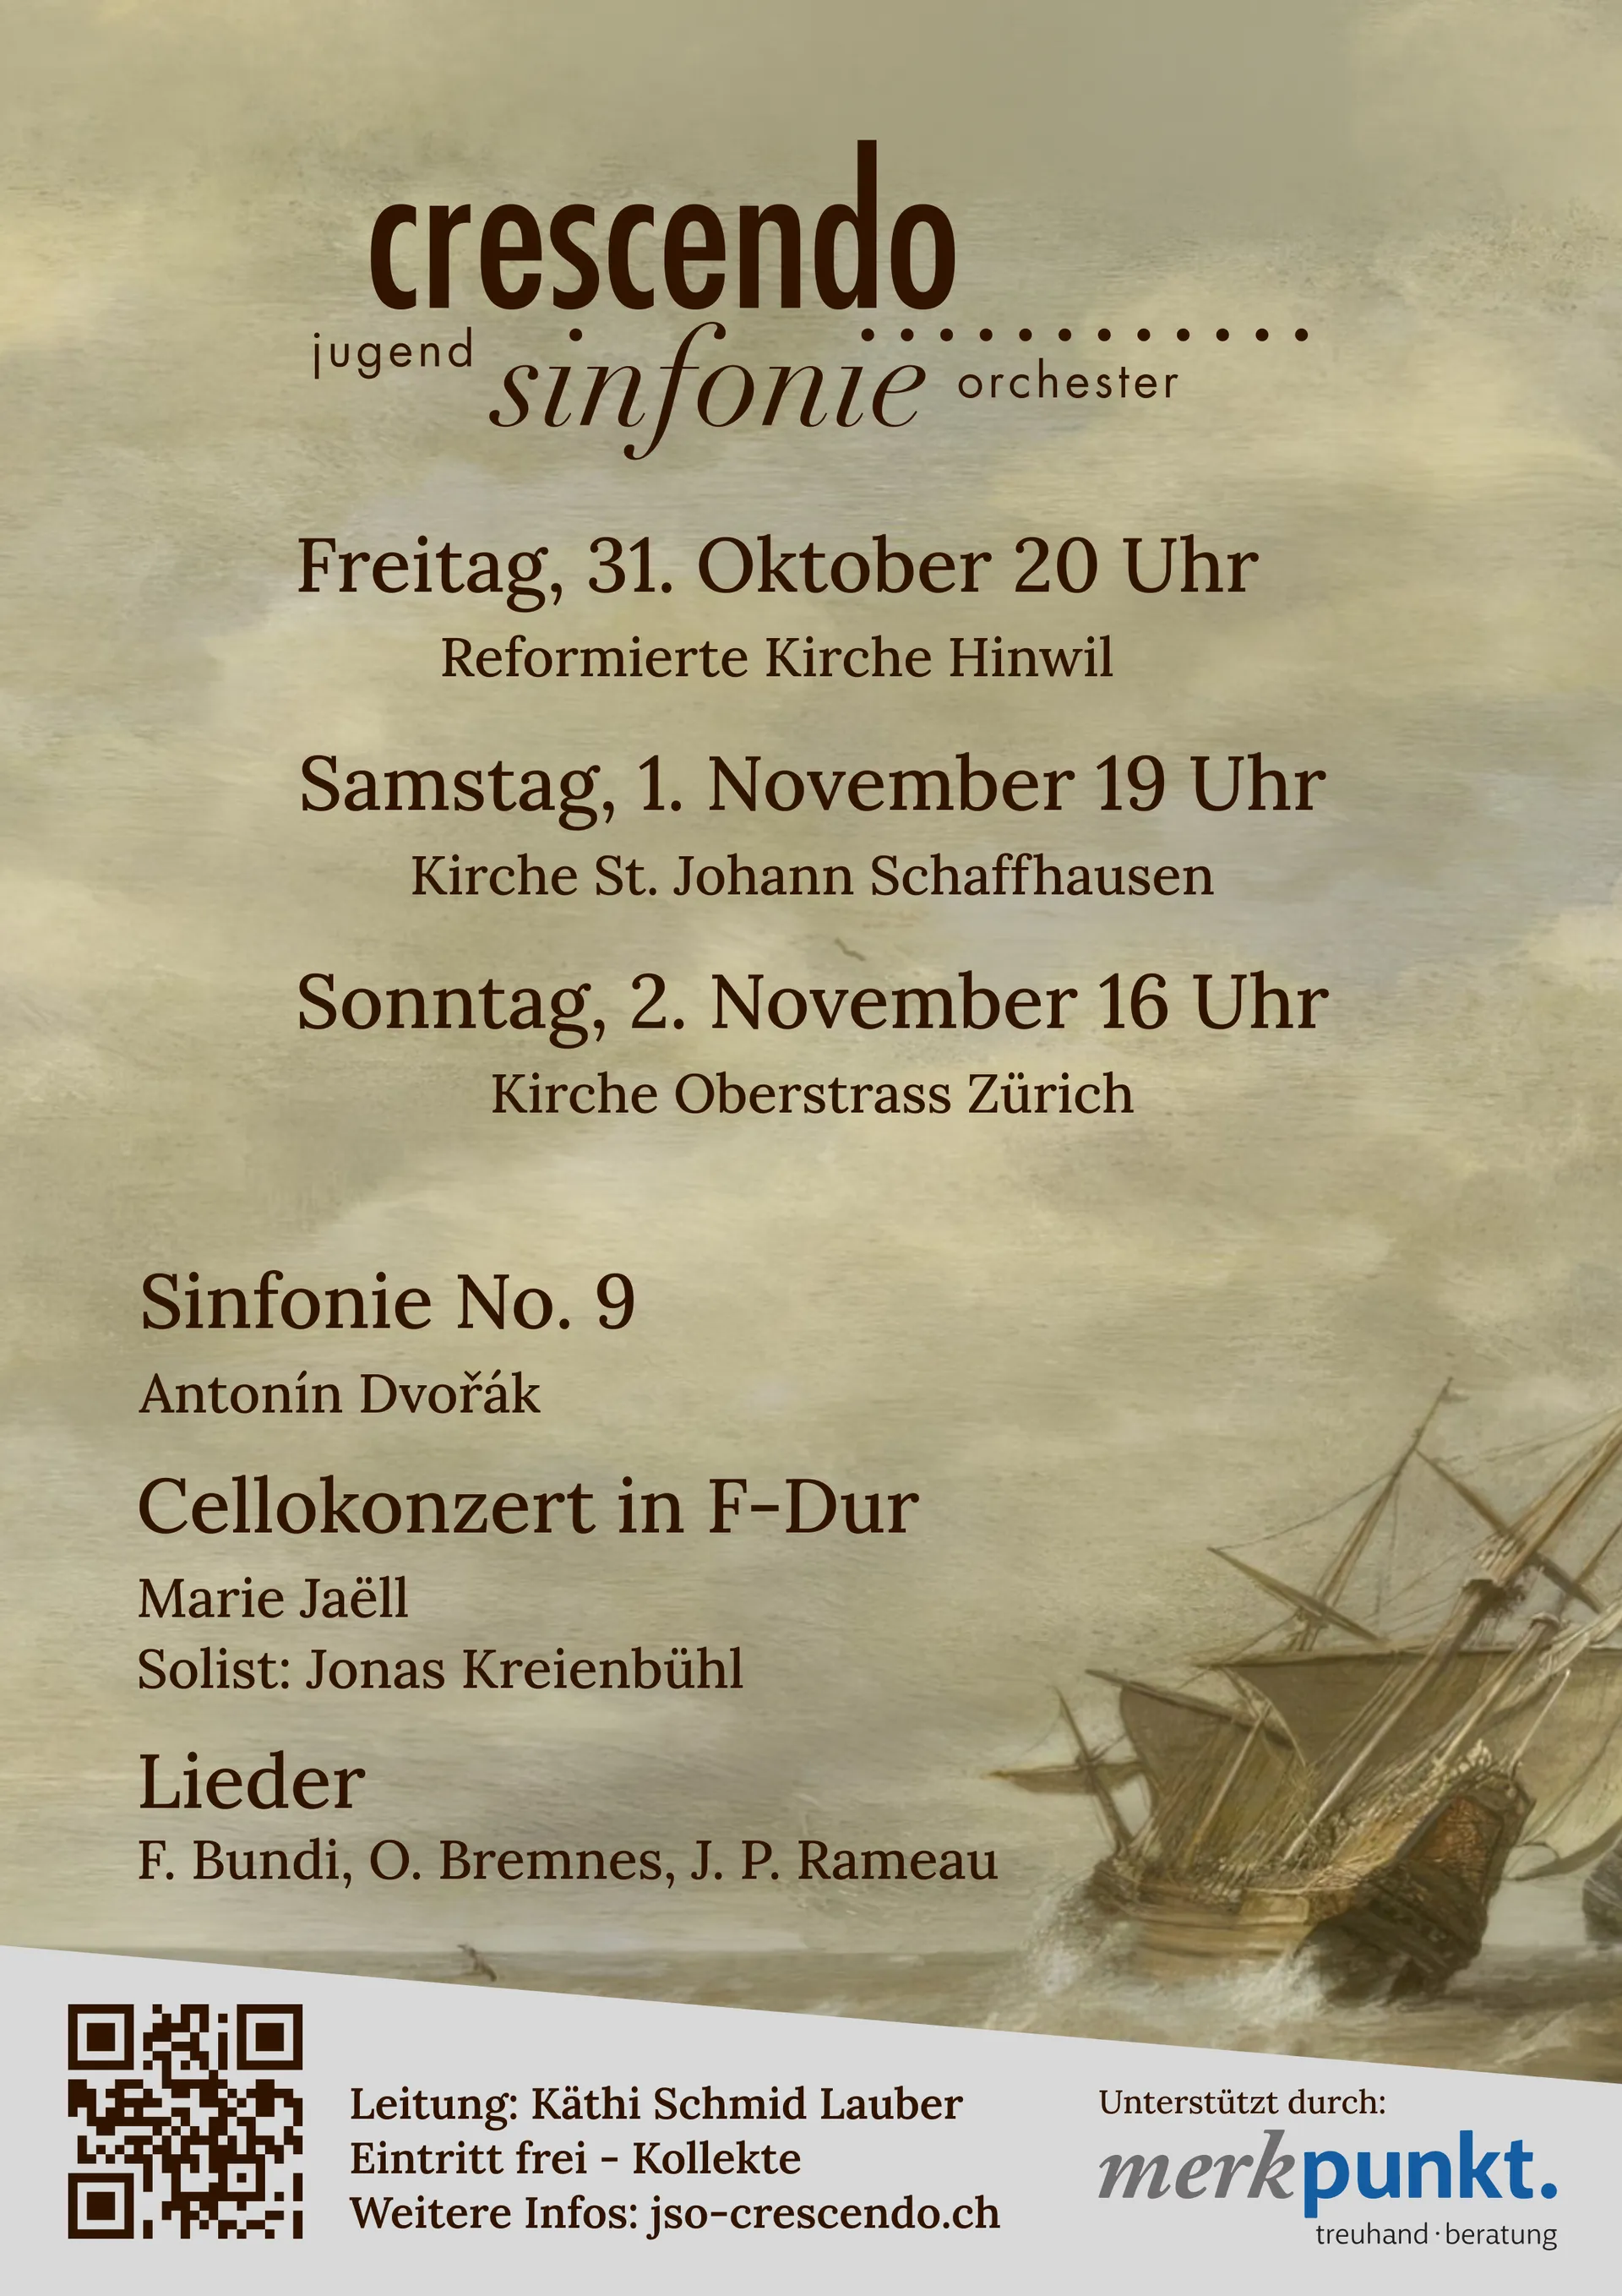 crescendo
jugend sinfonie orchester
Freitag, 31. Oktober 20 Uhr
Reformierte Kirche Hinwil
Samstag, 1. November 19 Uhr
Kirche St. Johann Schaffhausen
Sonntag, 2. November 16 Uhr
Kirche Oberstrass Zürich
Sinfonie No. 9
Antonín Dvořák
Cellokonzert in F-Dur
Marie Jaëll
Solist: Jonas Kreienbühl
Lieder
F. Bundi, O. Bremnes, J. P. Rameau
Leitung: Käthi Schmid Lauber
Eintritt frei - Kollekte
Weitere Infos: jso-crescendo.ch
Unterstützt durch:
merkpunkt.
treuhand · beratung